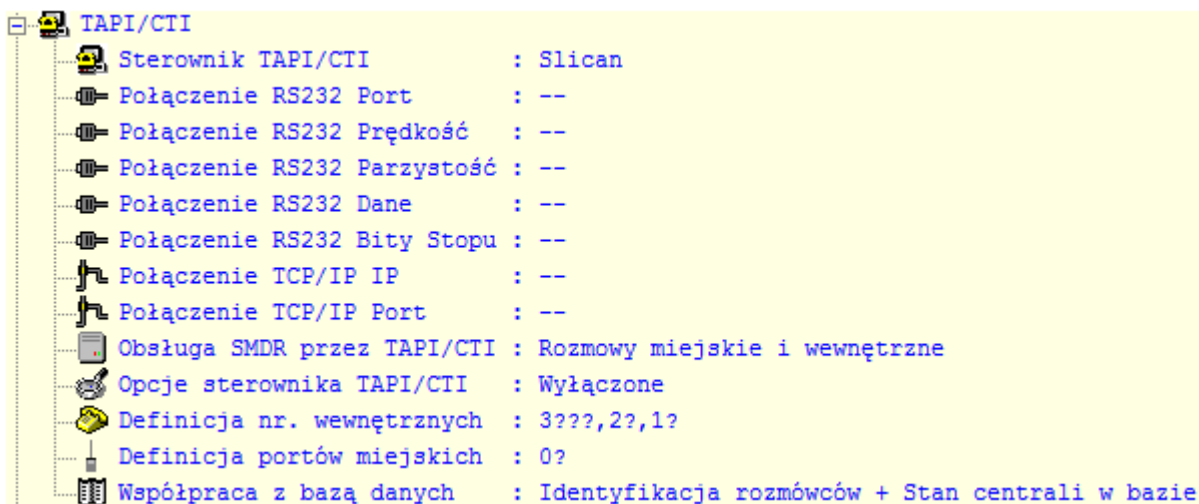 TAPI/CTI
Sterownik TAPI/CTI : Slican
Połączenie RS232 Port : --
Połączenie RS232 Prędkość : --
Połączenie RS232 Parzystość : --
Połączenie RS232 Dane : --
Połączenie RS232 Bity Stopu : --
Połączenie TCP/IP IP : --
Połączenie TCP/IP Port : --
Obsługa SMDR przez TAPI/CTI : Rozmowy miejskie i wewnętrzne
Opcje sterownika TAPI/CTI : Wyłączone
Definicja nr. wewnętrznych : 3???,2?,1?
Definicja portów miejskich : 0?
Współpraca z bazą danych : Identyfikacja rozmówców + Stan centrali w bazie